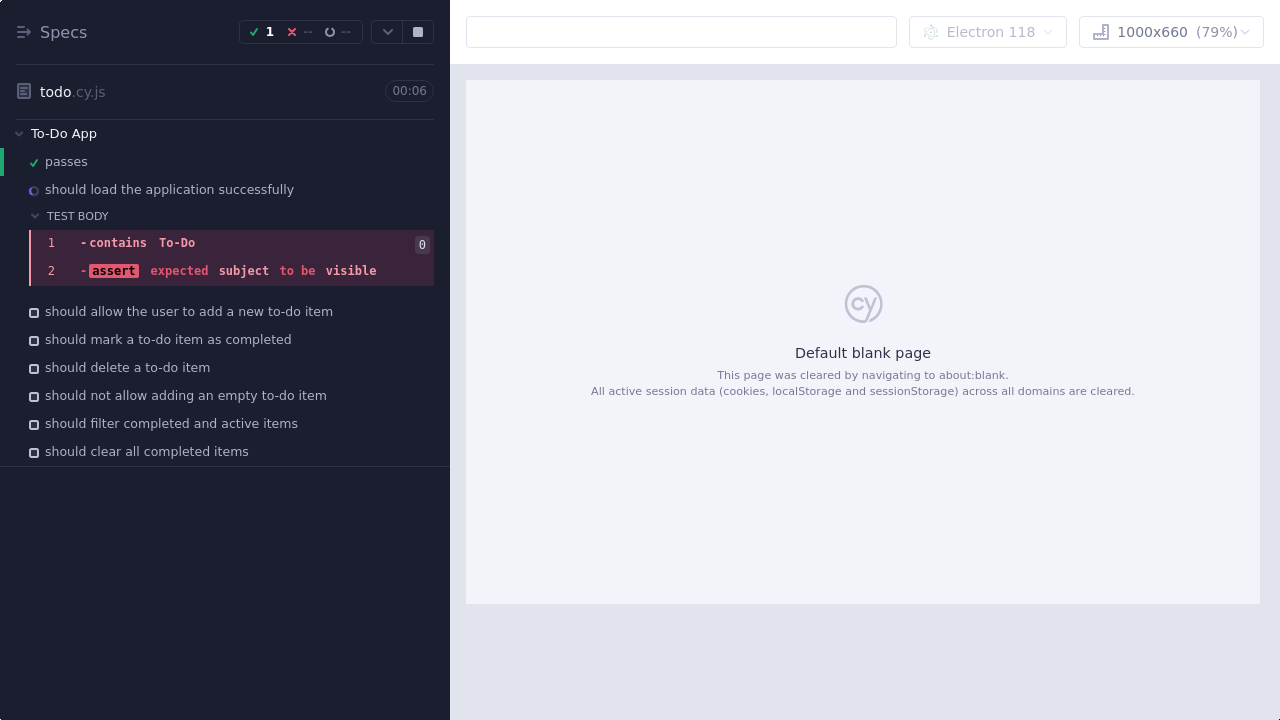 Specs
1 -- --
todo.cy.js 00:06
To-Do App
passes
should load the application successfully
TEST BODY
1 -contains To-Do 0
2 -assert expected subject to be visible
should allow the user to add a new to-do item
should mark a to-do item as completed
should delete a to-do item
should not allow adding an empty to-do item
should filter completed and active items
should clear all completed items
Electron 118
1000x660 (79%)
cy
Default blank page
This page was cleared by navigating to about:blank.
All active session data (cookies, localStorage and sessionStorage) across all domains are cleared.